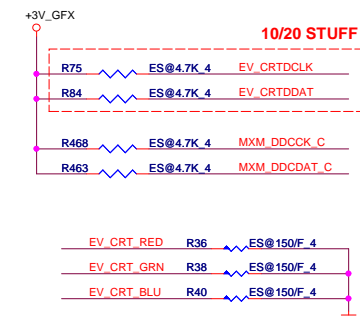 +3V_GFX
10/20 STUFF
R75 ES@4.7K_4 EV_CRTDCLK
R84 ES@4.7K_4 EV_CRTDDAT
R468 ES@4.7K_4 MXM_DDCCK_C
R463 ES@4.7K_4 MXM_DDCDAT_C
EV_CRT_RED R36 ES@150/F_4
EV_CRT_GRN R38 ES@150/F_4
EV_CRT_BLU R40 ES@150/F_4